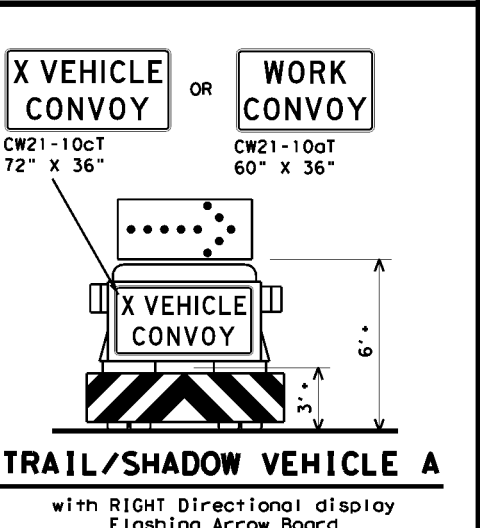 X VEHICLE
CONVOY
OR
WORK
CONVOY
CW21-10cT
72" X 36"
CW21-10aT
60" X 36"
X VEHICLE
CONVOY
6' +
3' +
TRAIL/SHADOW VEHICLE A
with RIGHT Directional display
Flashing Arrow Board